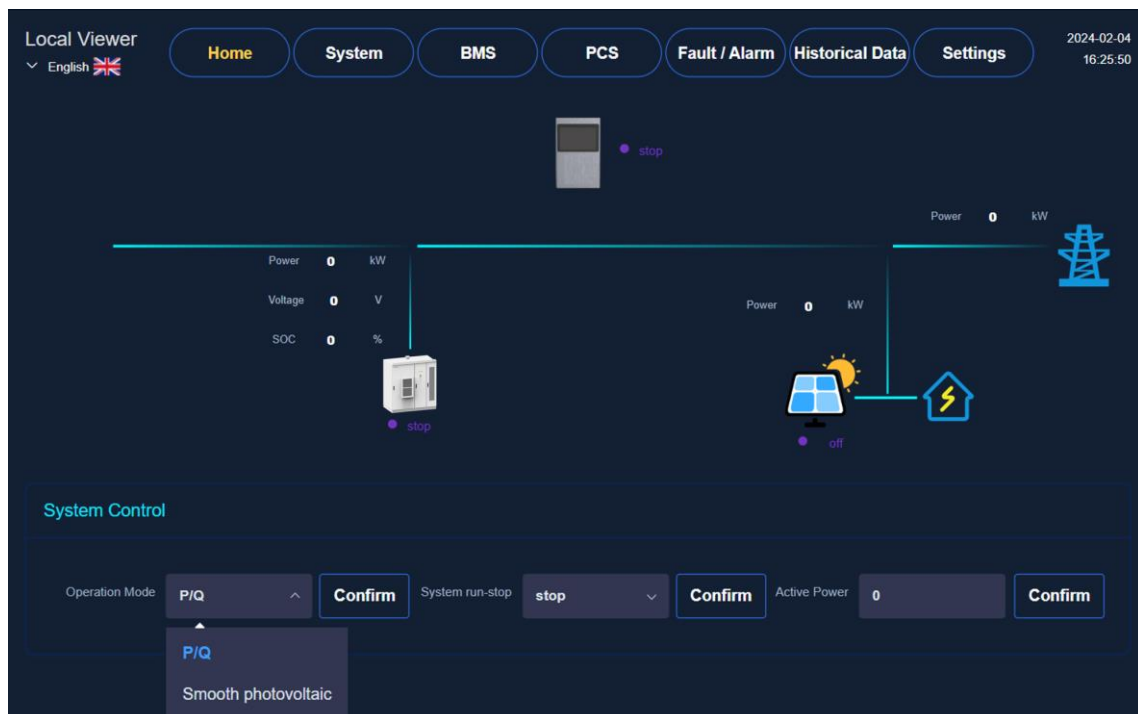 Local Viewer
English
Home
System
BMS
PCS
Fault / Alarm
Historical Data
Settings
2024-02-04
16:25:50
stop
Power 0 kW
Power 0 kW
Voltage 0 V
SOC 0 %
Power 0 kW
stop
off
System Control
Operation Mode P/Q Confirm System run-stop stop Confirm Active Power 0 Confirm
P/Q
Smooth photovoltaic